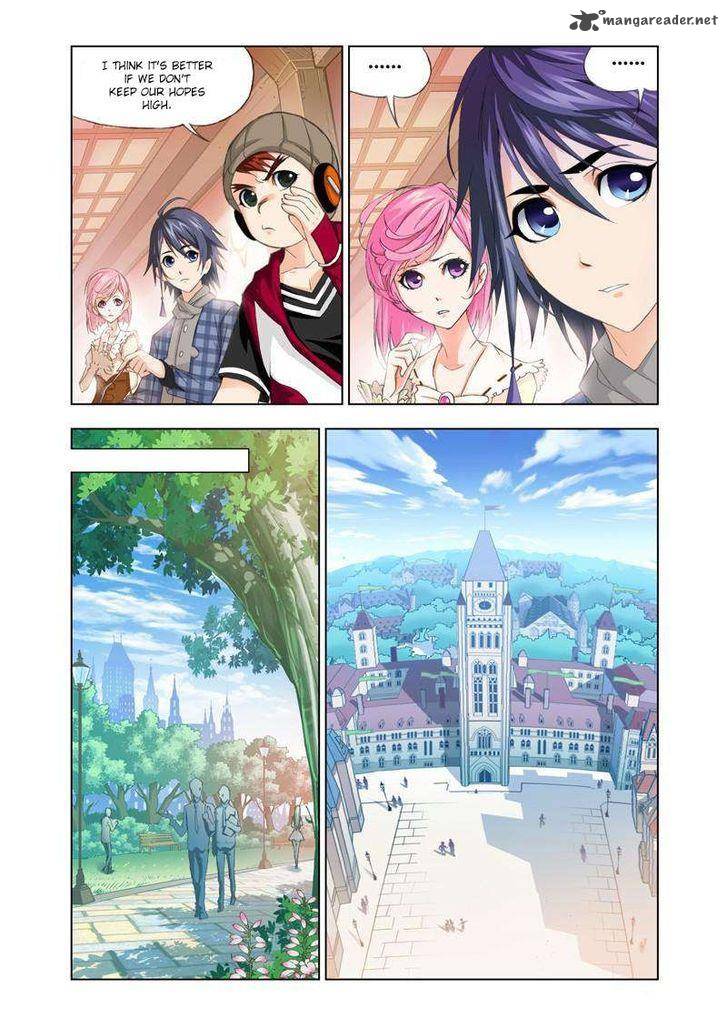 mangareader.net
I THINK IT'S BETTER
IF WE DON'T
KEEP OUR HOPES
HIGH.
......
......